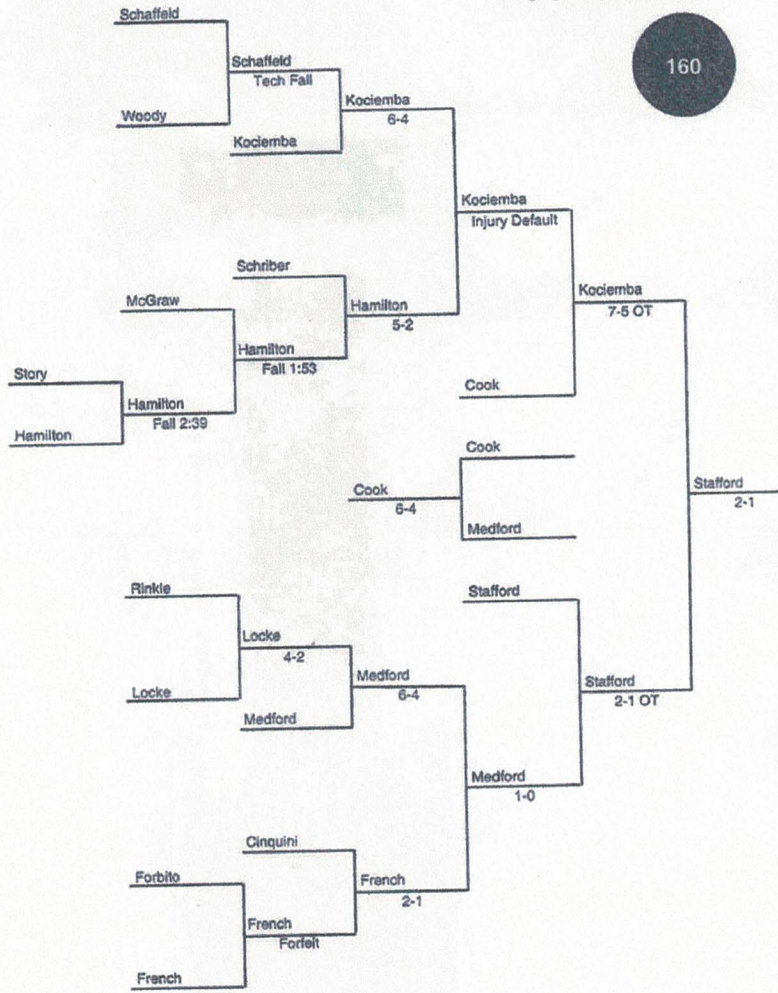 Schaffeld
160
Schaffeld
Tech Fall
Kociemba
6-4
Woody
Kociemba
Kociemba
Injury Default
Schriber
Kociemba
7-5 OT
McGraw
Hamilton
5-2
Hamilton
Fall 1:53
Story
Cook
Hamilton
Fall 2:39
Hamilton
Cook
Cook
6-4
Stafford
2-1
Medford
Rinkle
Stafford
Locke
4-2
Medford
6-4
Stafford
2-1 OT
Locke
Medford
Medford
1-0
Cinquini
Forbito
French
2-1
French
Forfeit
French